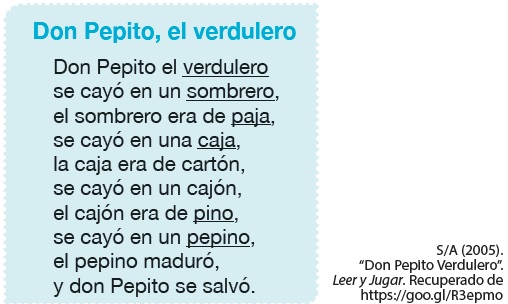 Don Pepito, el verdulero
Don Pepito el verdulero
se cayó en un sombrero,
el sombrero era de paja,
se cayó en una caja,
la caja era de cartón,
se cayó en un cajón,
el cajón era de pino,
se cayó en un pepino,
el pepino maduró,
y don Pepito se salvó.
S/A (2005).
“Don Pepito Verdulero”.
Leer y Jugar. Recuperado de
https://goo.gl/R3epmo